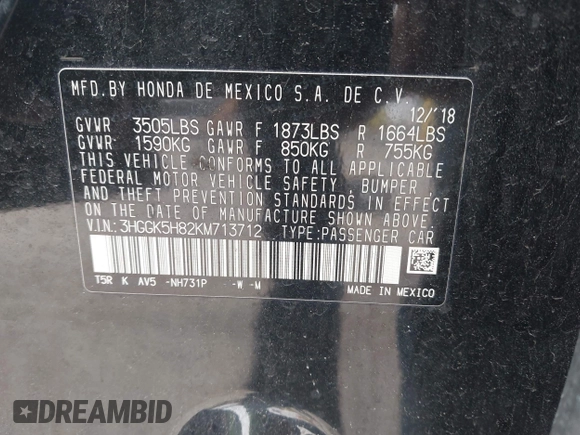 MFD.BY HONDA DE MEXICO S.A. DE C.V.
12/'18
GVWR 3505LBS GAWR F 1873LBS R 1664LBS
GVWR 1590KG GAWR F 850KG R 755KG
THIS VEHICLE CONFORMS TO ALL APPLICABLE
FEDERAL MOTOR VEHICLE SAFETY, BUMPER
AND THEFT PREVENTION STANDARDS IN EFFECT
ON THE DATE OF MANUFACTURE SHOWN ABOVE.
V.I.N.: 3HGGK5H82KM713712 TYPE:PASSENGER CAR
T5R K AV5 -NH731P -W -M
MADE IN MEXICO
DREAMBID